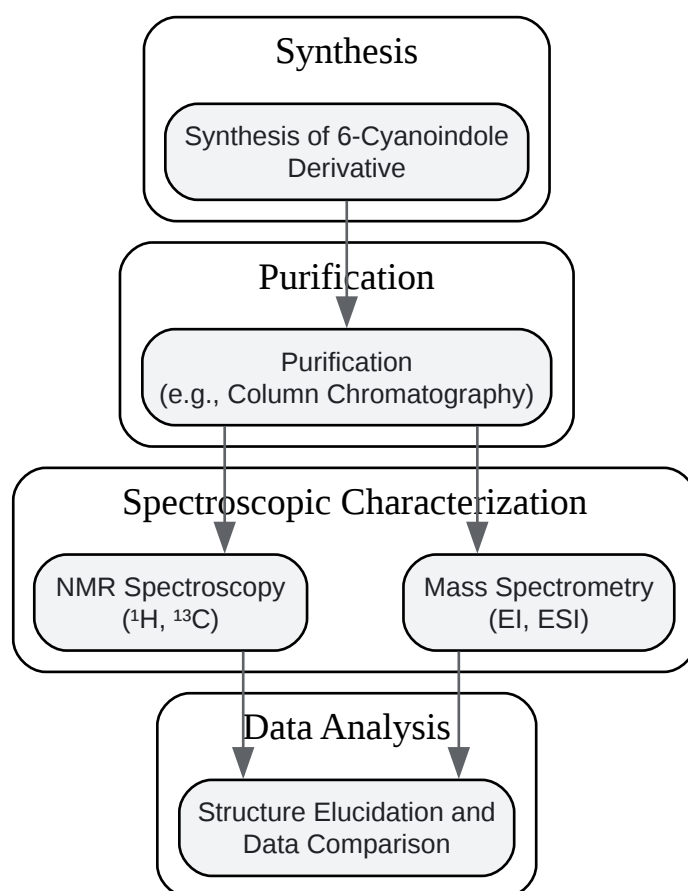 Synthesis
Synthesis of 6-Cyanoindole
Derivative
Purification
Purification
(e.g., Column Chromatography)
Spectroscopic Characterization
NMR Spectroscopy
(¹H, ¹³C)
Mass Spectrometry
(EI, ESI)
Data Analysis
Structure Elucidation and
Data Comparison